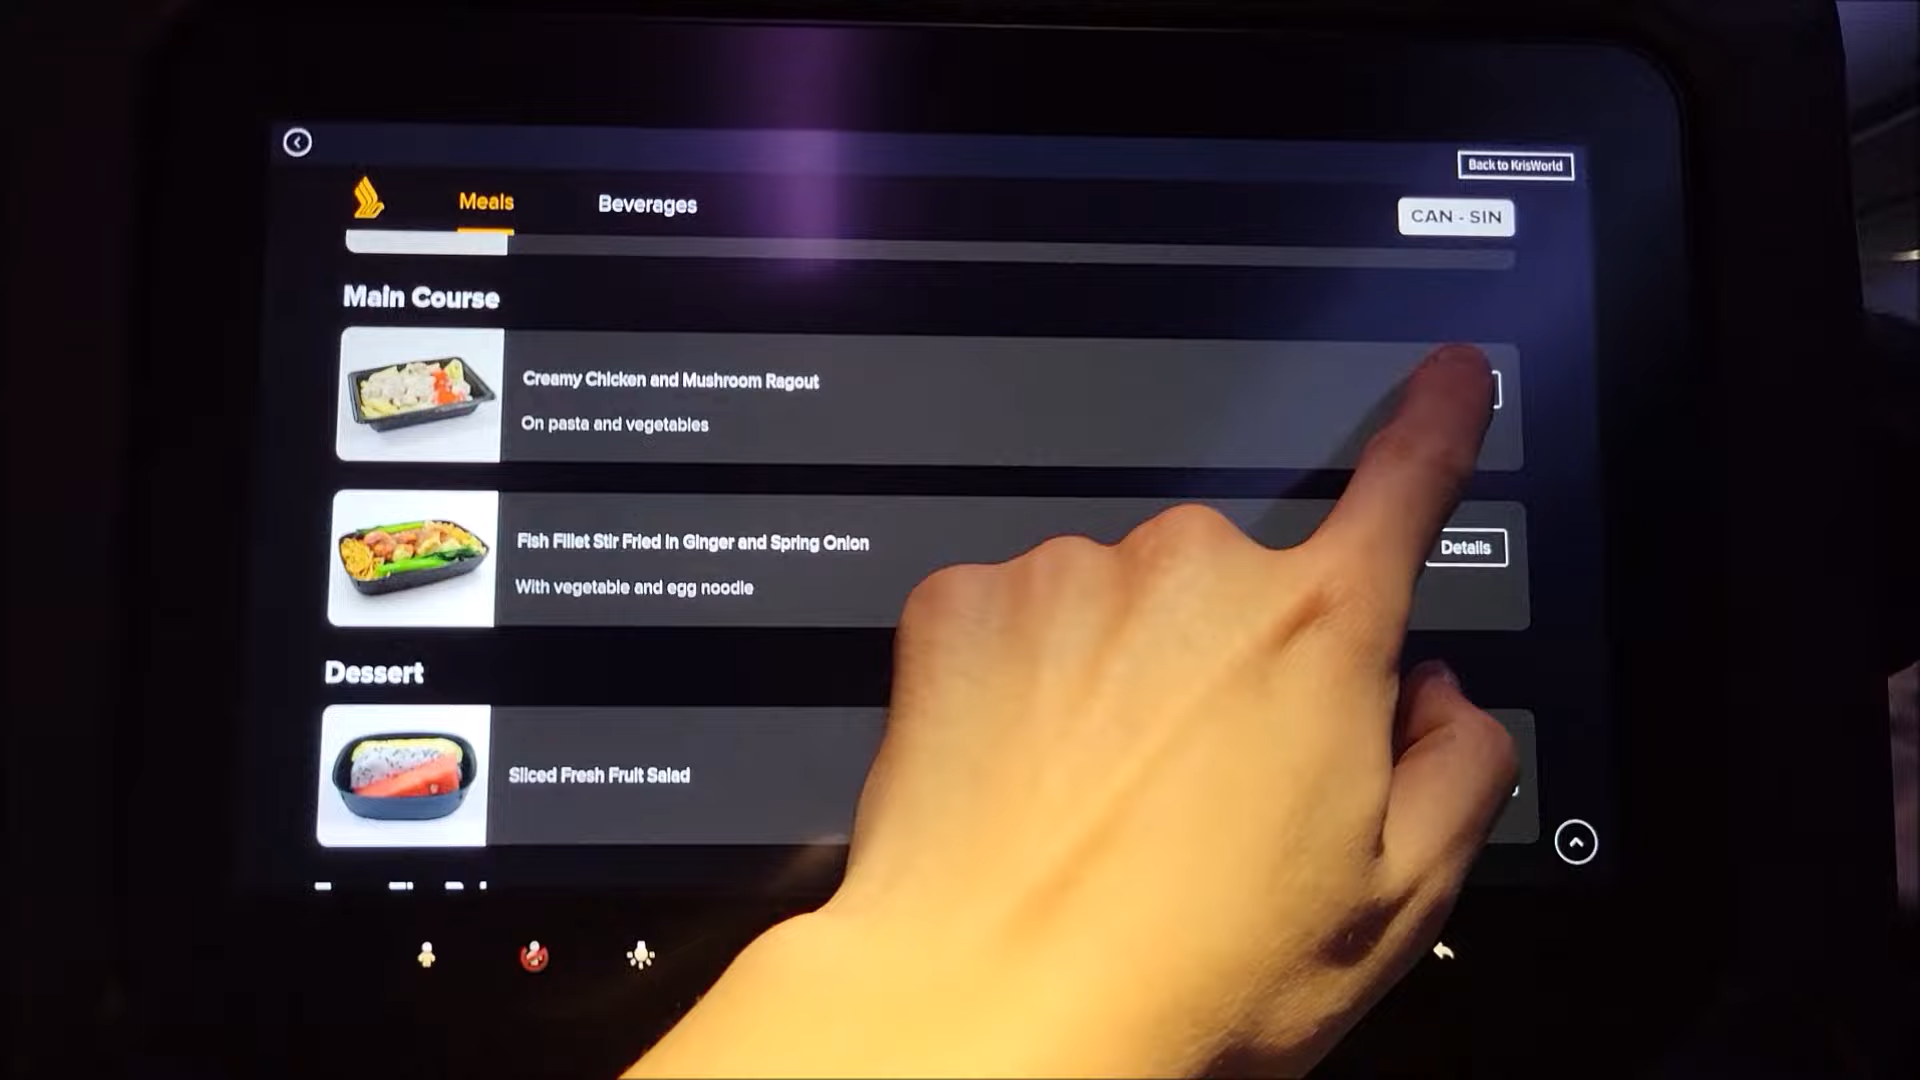 Back to KrisWorld
Meals
Beverages
CAN - SIN
Main Course
Creamy Chicken and Mushroom Ragout
On pasta and vegetables
Fish Fillet Stir Fried in Ginger and Spring Onion
Details
With vegetable and egg noodle
Dessert
Sliced Fresh Fruit Salad